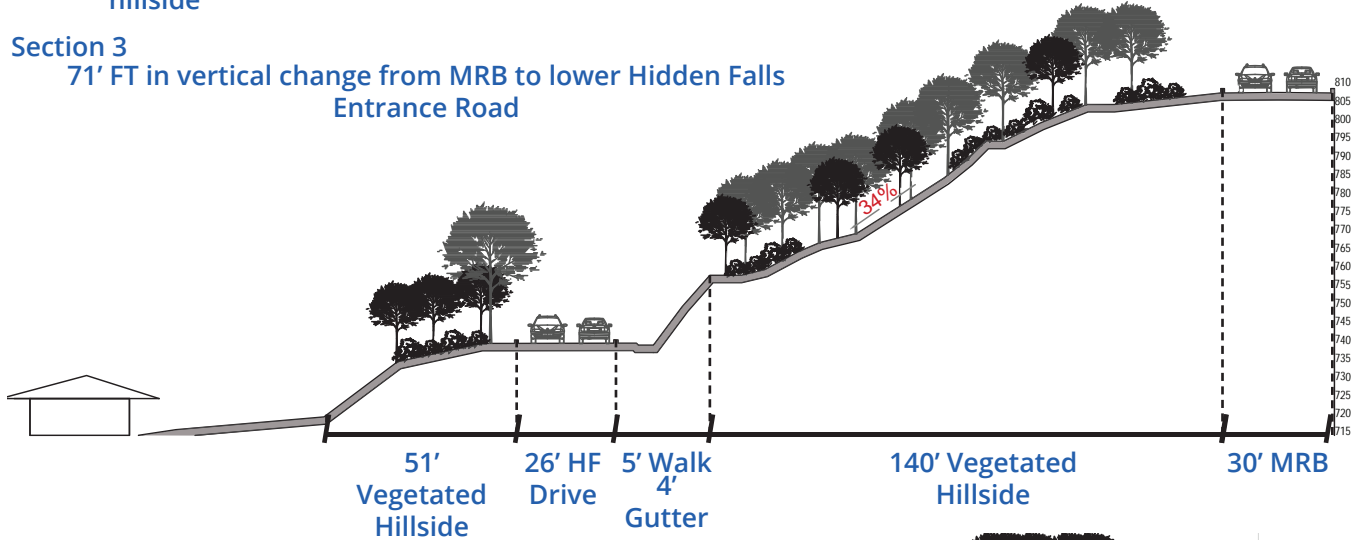 hillside
Section 3
71’ FT in vertical change from MRB to lower Hidden Falls
Entrance Road
34%
810
805
800
795
790
785
780
775
770
765
760
755
750
745
740
735
730
725
720
715
51’
Vegetated
Hillside
26’ HF
Drive
5’ Walk
4’
Gutter
140’ Vegetated
Hillside
30’ MRB